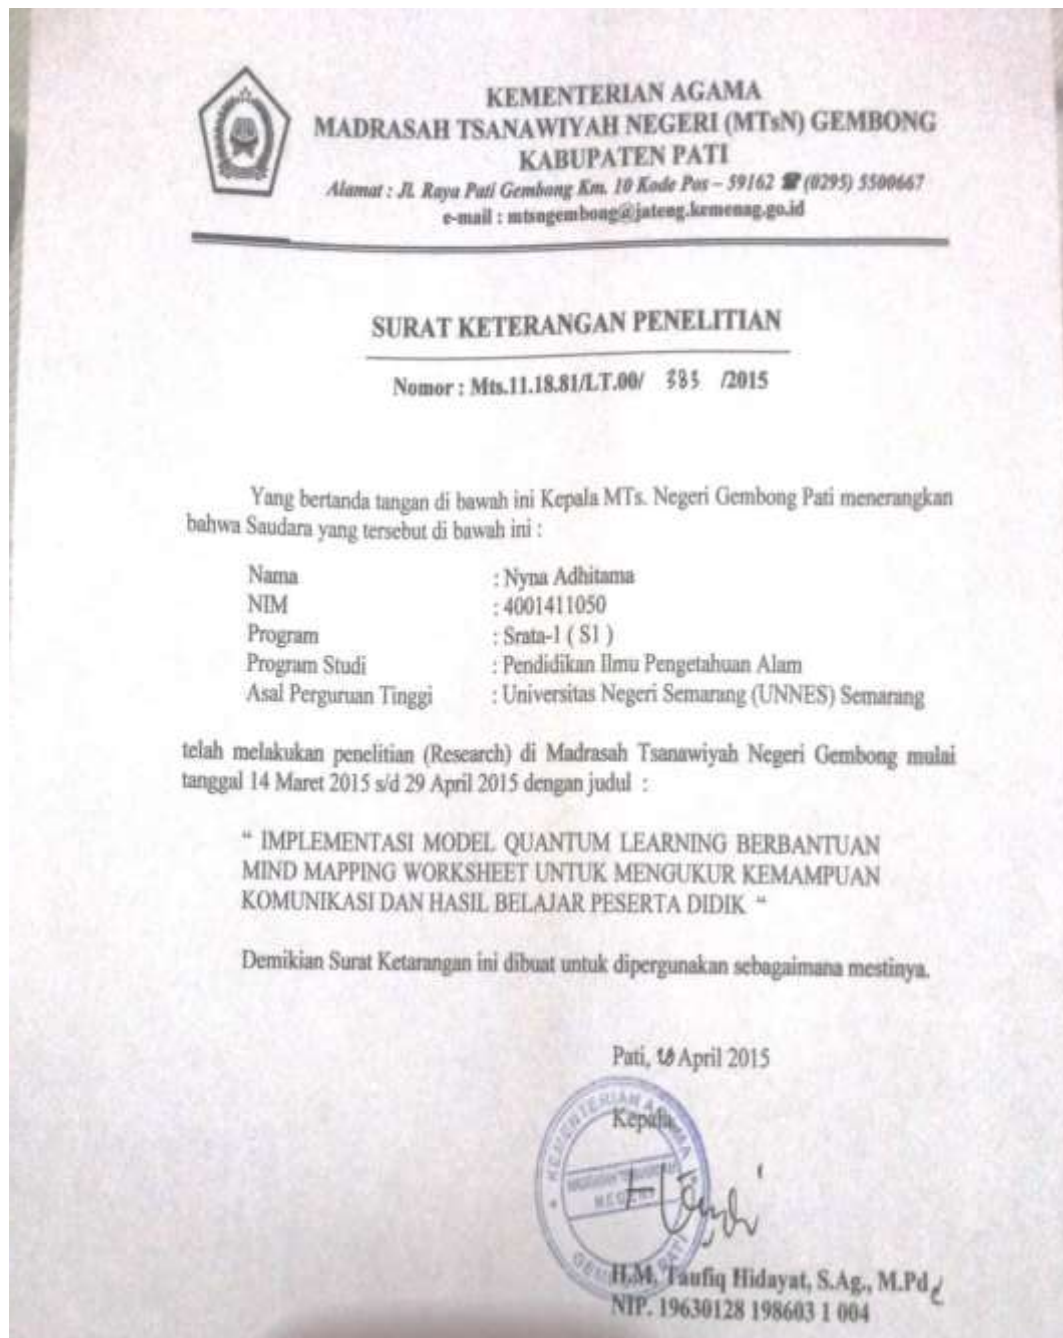 KEMENTERIAN AGAMA
MADRASAH TSANAWIYAH NEGERI (MTsN) GEMBONG
KABUPATEN PATI
Alamat : Jl. Raya Pati Gembong Km. 10 Kode Pos – 59162 ☎ (0295) 5500667
e-mail : mtsngembong@jateng.kemenag.go.id
SURAT KETERANGAN PENELITIAN
Nomor : Mts.11.18.81/LT.00/ /2015
Yang bertanda tangan di bawah ini Kepala MTs. Negeri Gembong Pati menerangkan
bahwa Saudara yang tersebut di bawah ini :
Nama : Nyna Adhitama
NIM : 4001411050
Program : Srata-1 ( S1 )
Program Studi : Pendidikan Ilmu Pengetahuan Alam
Asal Perguruan Tinggi : Universitas Negeri Semarang (UNNES) Semarang
telah melakukan penelitian (Research) di Madrasah Tsanawiyah Negeri Gembong mulai
tanggal 14 Maret 2015 s/d 29 April 2015 dengan judul :
“ IMPLEMENTASI MODEL QUANTUM LEARNING BERBANTUAN
MIND MAPPING WORKSHEET UNTUK MENGUKUR KEMAMPUAN
KOMUNIKASI DAN HASIL BELAJAR PESERTA DIDIK “
Demikian Surat Ketarangan ini dibuat untuk dipergunakan sebagaimana mestinya.
Pati, April 2015
Kepala
KEMENTERIAN AGAMA
NEGERI
GEMBONG PATI
H.M. Taufiq Hidayat, S.Ag., M.Pd
NIP. 19630128 198603 1 004